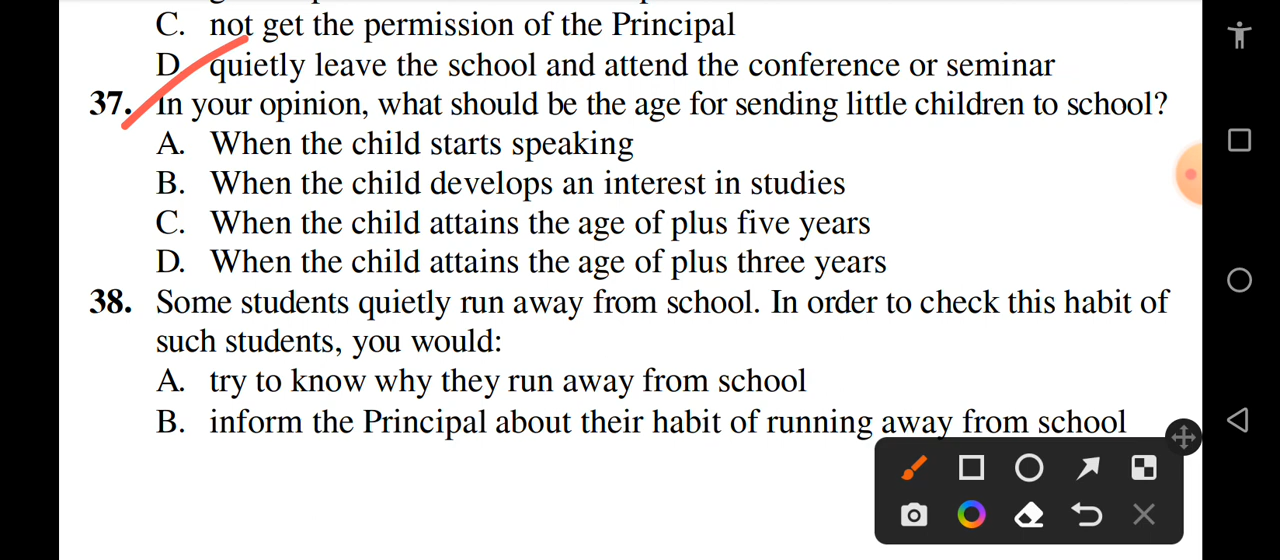 C. not get the permission of the Principal
D. quietly leave the school and attend the conference or seminar
37. In your opinion, what should be the age for sending little children to school?
A. When the child starts speaking
B. When the child develops an interest in studies
C. When the child attains the age of plus five years
D. When the child attains the age of plus three years
38. Some students quietly run away from school. In order to check this habit of
such students, you would:
A. try to know why they run away from school
B. inform the Principal about their habit of running away from school